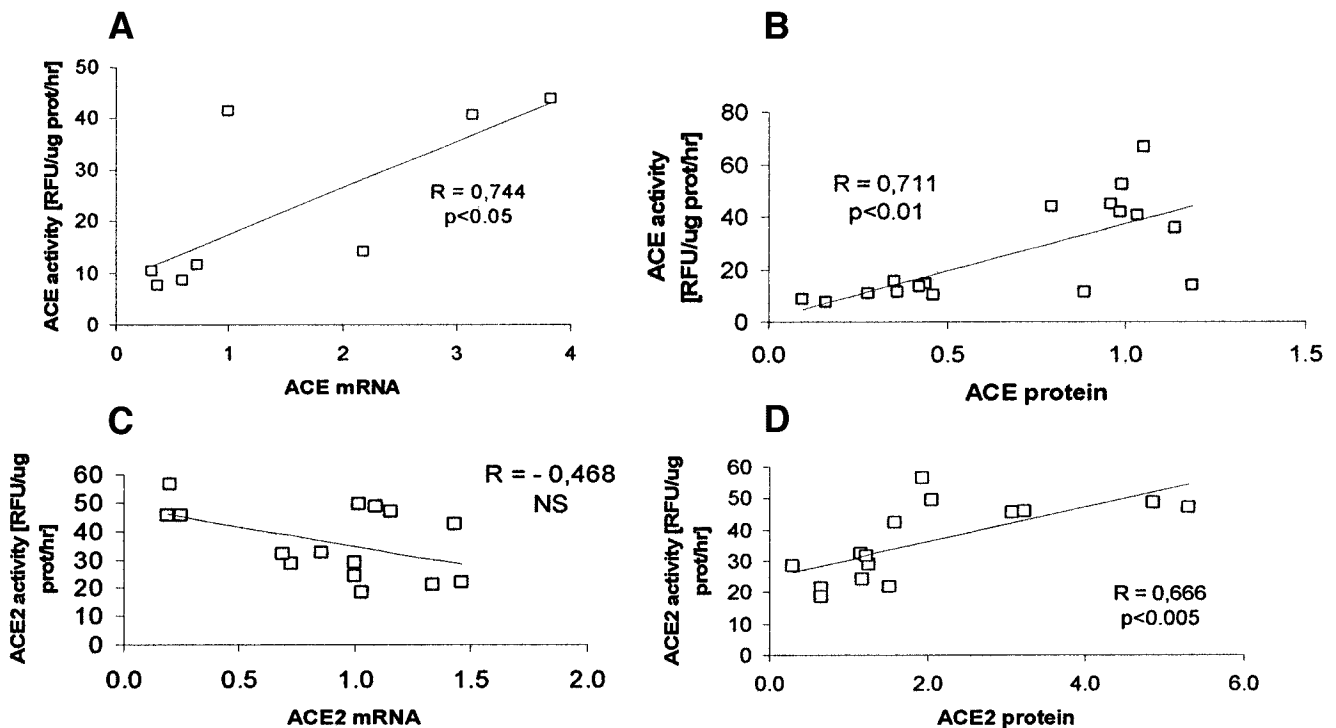 A
ACE activity [RFU/ug prot/hr]
50
40
30
20
10
0
R = 0,744
p<0.05
0 1 2 3 4
ACE mRNA
B
ACE activity
[RFU/ug prot/hr]
80
60
40
20
0
R = 0,711
p<0.01
0.0 0.5 1.0 1.5
ACE protein
C
ACE2 activity [RFU/ug
prot/hr]
60
50
40
30
20
10
0
R = - 0,468
NS
0.0 0.5 1.0 1.5 2.0
ACE2 mRNA
D
ACE2 activity [RFU/ug
prot/hr]
60
50
40
30
20
10
0
R = 0,666
p<0.005
0.0 2.0 4.0 6.0
ACE2 protein